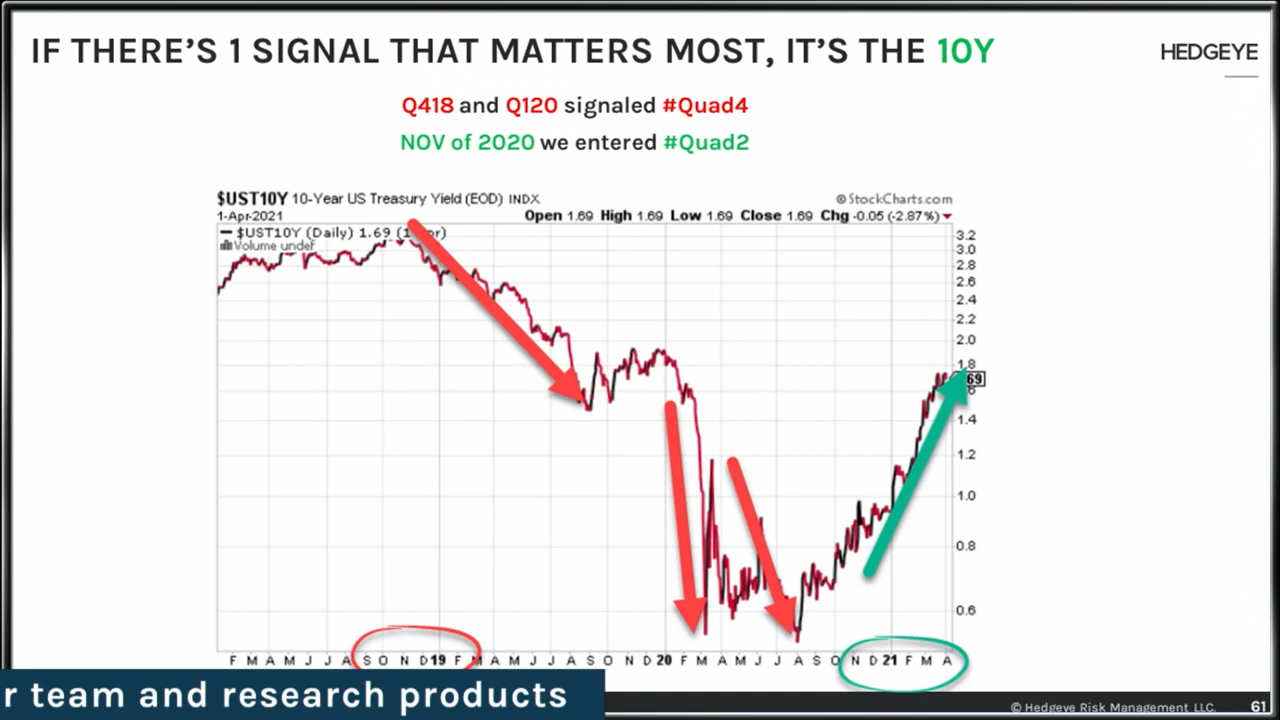 IF THERE'S 1 SIGNAL THAT MATTERS MOST, IT'S THE 10Y
HEDGEYE
Q418 and Q120 signaled #Quad4
NOV of 2020 we entered #Quad2
$UST10Y 10-Year US Treasury Yield (EOD) INDX
© StockCharts.com
1-Apr-2021
Open 1.69 High 1.69 Low 1.69 Close 1.69 Chg -0.05 (-2.87%)
$UST10Y (Daily) 1.69 (1 Apr)
Volume undef
3.2
3.0
2.8
2.6
2.4
2.2
2.0
1.8
69
1.4
1.2
1.0
0.8
0.6
F M A M J J A S O N D 19 F M A M J J A S O N D 20 F M A M J J A S O N D 21 F M A
r team and research products
© Hedgeye Risk Management LLC.
61